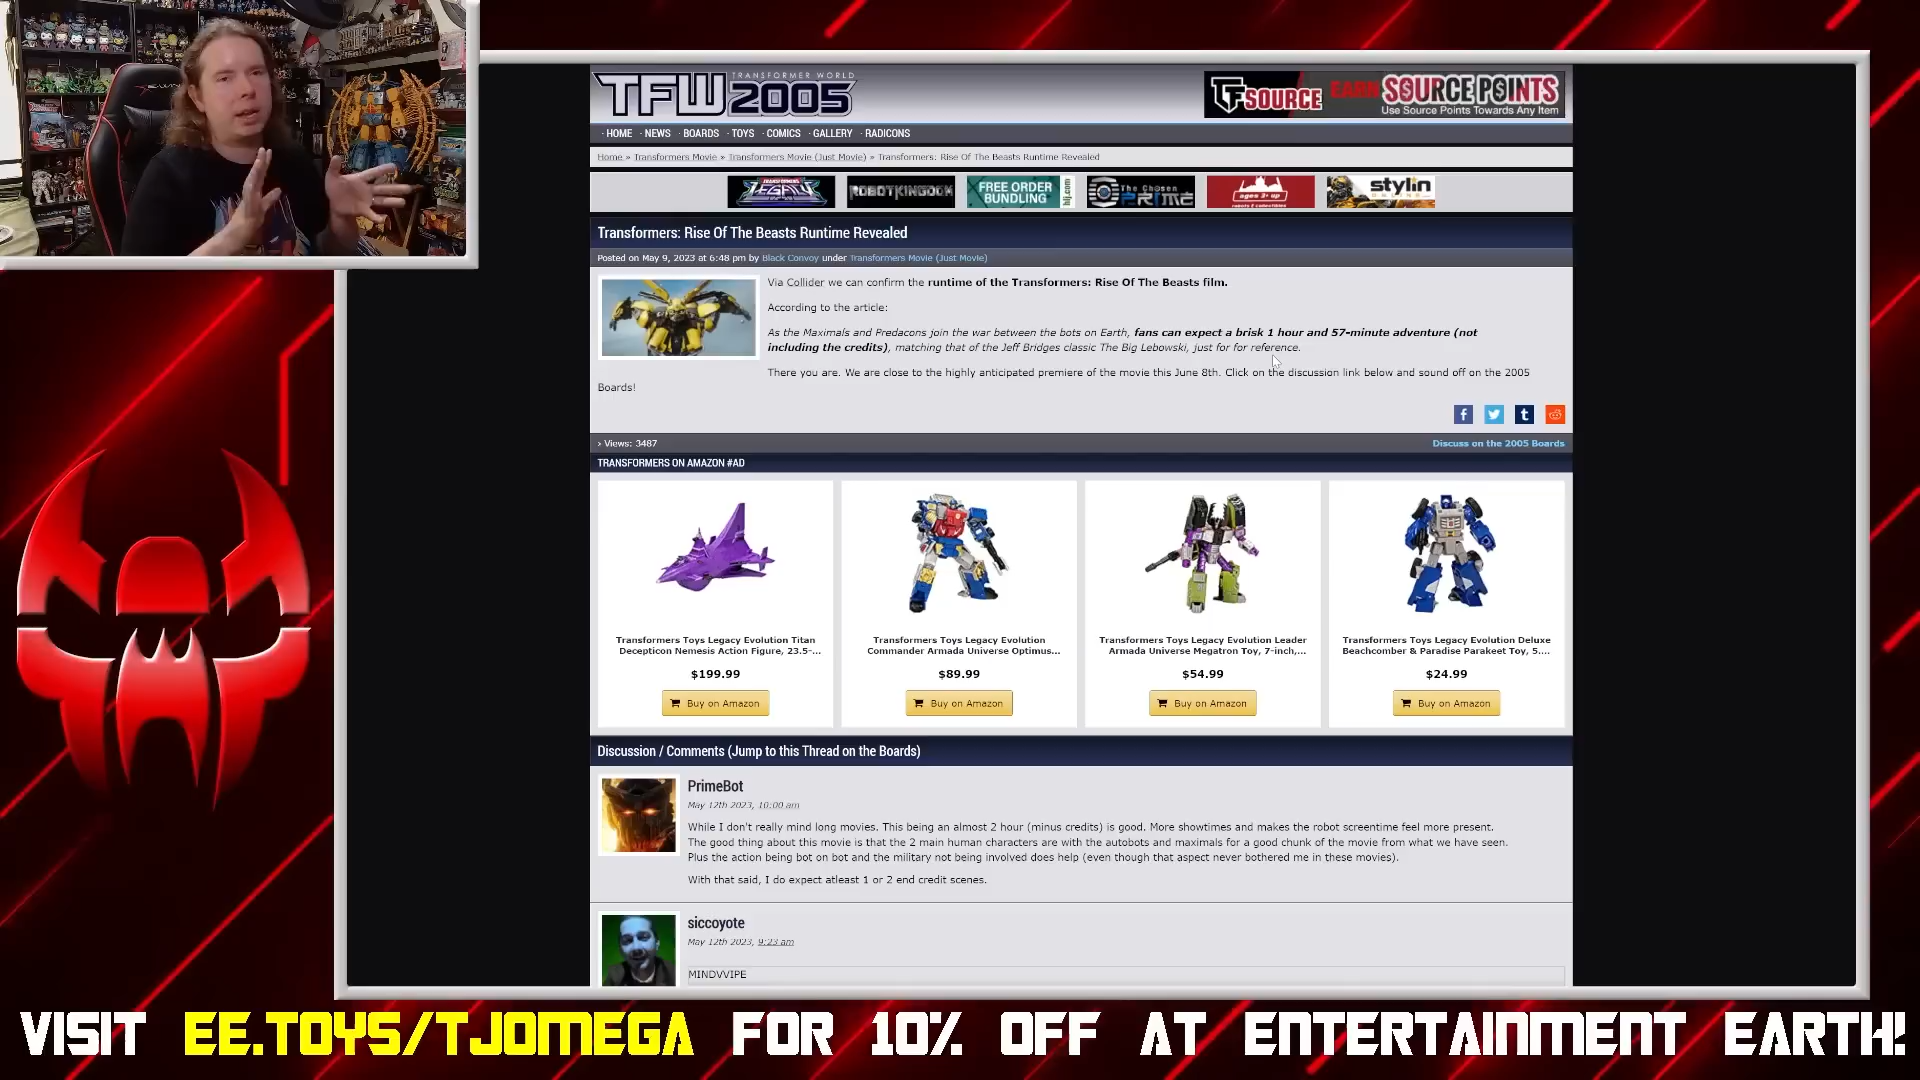 TFW2005
TRANSFORMER WORLD
TFSOURCE
EARN SOURCE POINTS
Use Source Points Towards Any Item
· HOME · NEWS · BOARDS · TOYS · COMICS · GALLERY · RADICONS
Home » Transformers Movie » Transformers Movie (Just Movie) » Transformers: Rise Of The Beasts Runtime Revealed
TRANSFORMERS
LEGACY
ROBOTKINGDOM
FREE ORDER
BUNDLING
hlj.com
The Chosen
PRIME
ages 3+ up
robots & collectibles
stylin
ONLINE
Transformers: Rise Of The Beasts Runtime Revealed
Posted on May 9, 2023 at 6:48 pm by Black Convoy under Transformers Movie (Just Movie)
Via Collider we can confirm the runtime of the Transformers: Rise Of The Beasts film.
According to the article:
As the Maximals and Predacons join the war between the bots on Earth, fans can expect a brisk 1 hour and 57-minute adventure (not
including the credits), matching that of the Jeff Bridges classic The Big Lebowski, just for for reference.
There you are. We are close to the highly anticipated premiere of the movie this June 8th. Click on the discussion link below and sound off on the 2005
Boards!
› Views: 3487
Discuss on the 2005 Boards
TRANSFORMERS ON AMAZON #AD
Transformers Toys Legacy Evolution Titan
Decepticon Nemesis Action Figure, 23.5-...
$199.99
Buy on Amazon
Transformers Toys Legacy Evolution
Commander Armada Universe Optimus...
$89.99
Buy on Amazon
Transformers Toys Legacy Evolution Leader
Armada Universe Megatron Toy, 7-inch,...
$54.99
Buy on Amazon
Transformers Toys Legacy Evolution Deluxe
Beachcomber & Paradise Parakeet Toy, 5....
$24.99
Buy on Amazon
Discussion / Comments (Jump to this Thread on the Boards)
PrimeBot
May 12th 2023, 10:00 am
While I don't really mind long movies. This being an almost 2 hour (minus credits) is good. More showtimes and makes the robot screentime feel more present.
The good thing about this movie is that the 2 main human characters are with the autobots and maximals for a good chunk of the movie from what we have seen.
Plus the action being bot on bot and the military not being involved does help (even though that aspect never bothered me in these movies).
With that said, I do expect atleast 1 or 2 end credit scenes.
siccoyote
May 12th 2023, 9:23 am
MINDVVIPE
VISIT EE.TOYS/TJOMEGA FOR 10% OFF AT ENTERTAINMENT EARTH!